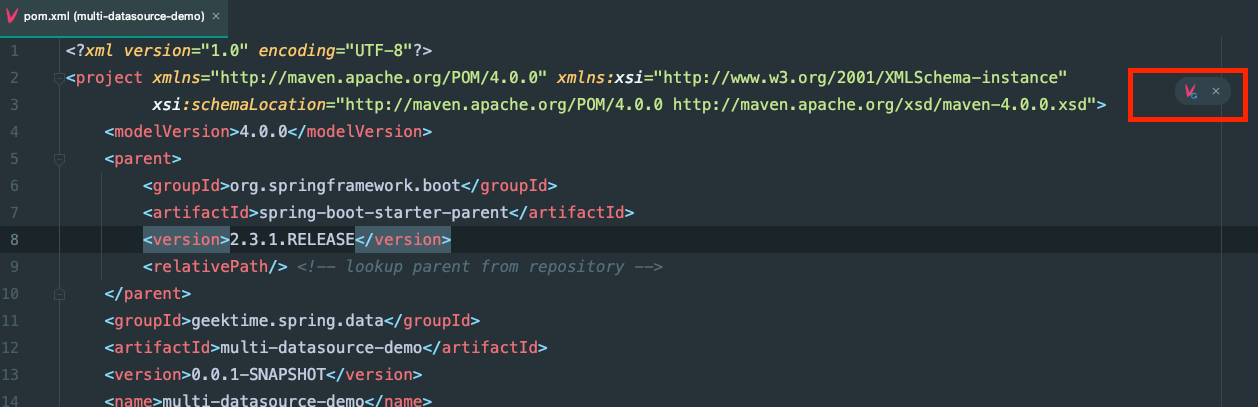 pom.xml (multi-datasource-demo) ×
1 <?xml version="1.0" encoding="UTF-8"?>
2 <project xmlns="http://maven.apache.org/POM/4.0.0" xmlns:xsi="http://www.w3.org/2001/XMLSchema-instance"
3 xsi:schemaLocation="http://maven.apache.org/POM/4.0.0 http://maven.apache.org/xsd/maven-4.0.0.xsd">
4 <modelVersion>4.0.0</modelVersion>
5 <parent>
6 <groupId>org.springframework.boot</groupId>
7 <artifactId>spring-boot-starter-parent</artifactId>
8 <version>2.3.1.RELEASE</version>
9 <relativePath/> <!-- lookup parent from repository -->
10 </parent>
11 <groupId>geektime.spring.data</groupId>
12 <artifactId>multi-datasource-demo</artifactId>
13 <version>0.0.1-SNAPSHOT</version>
14 <name>multi-datasource-demo</name>